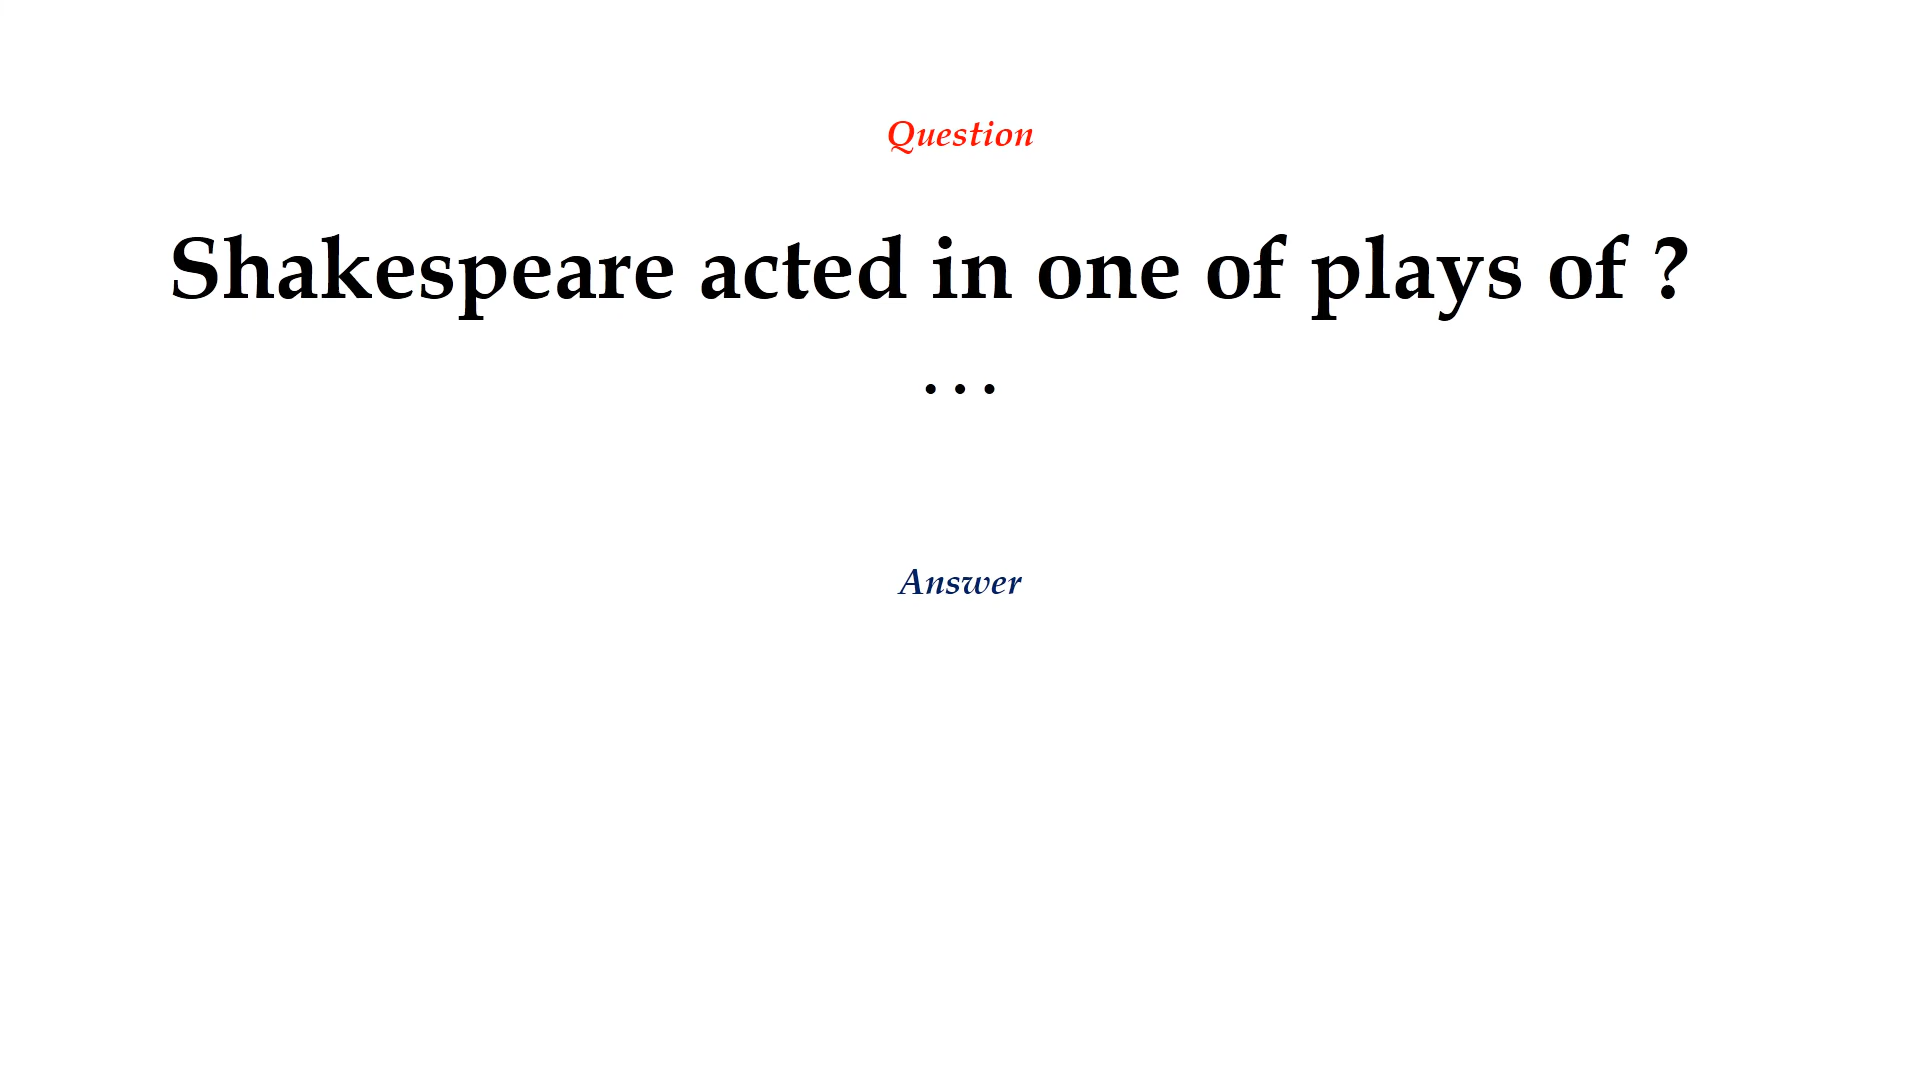 Question
Shakespeare acted in one of plays of ?
...
Answer